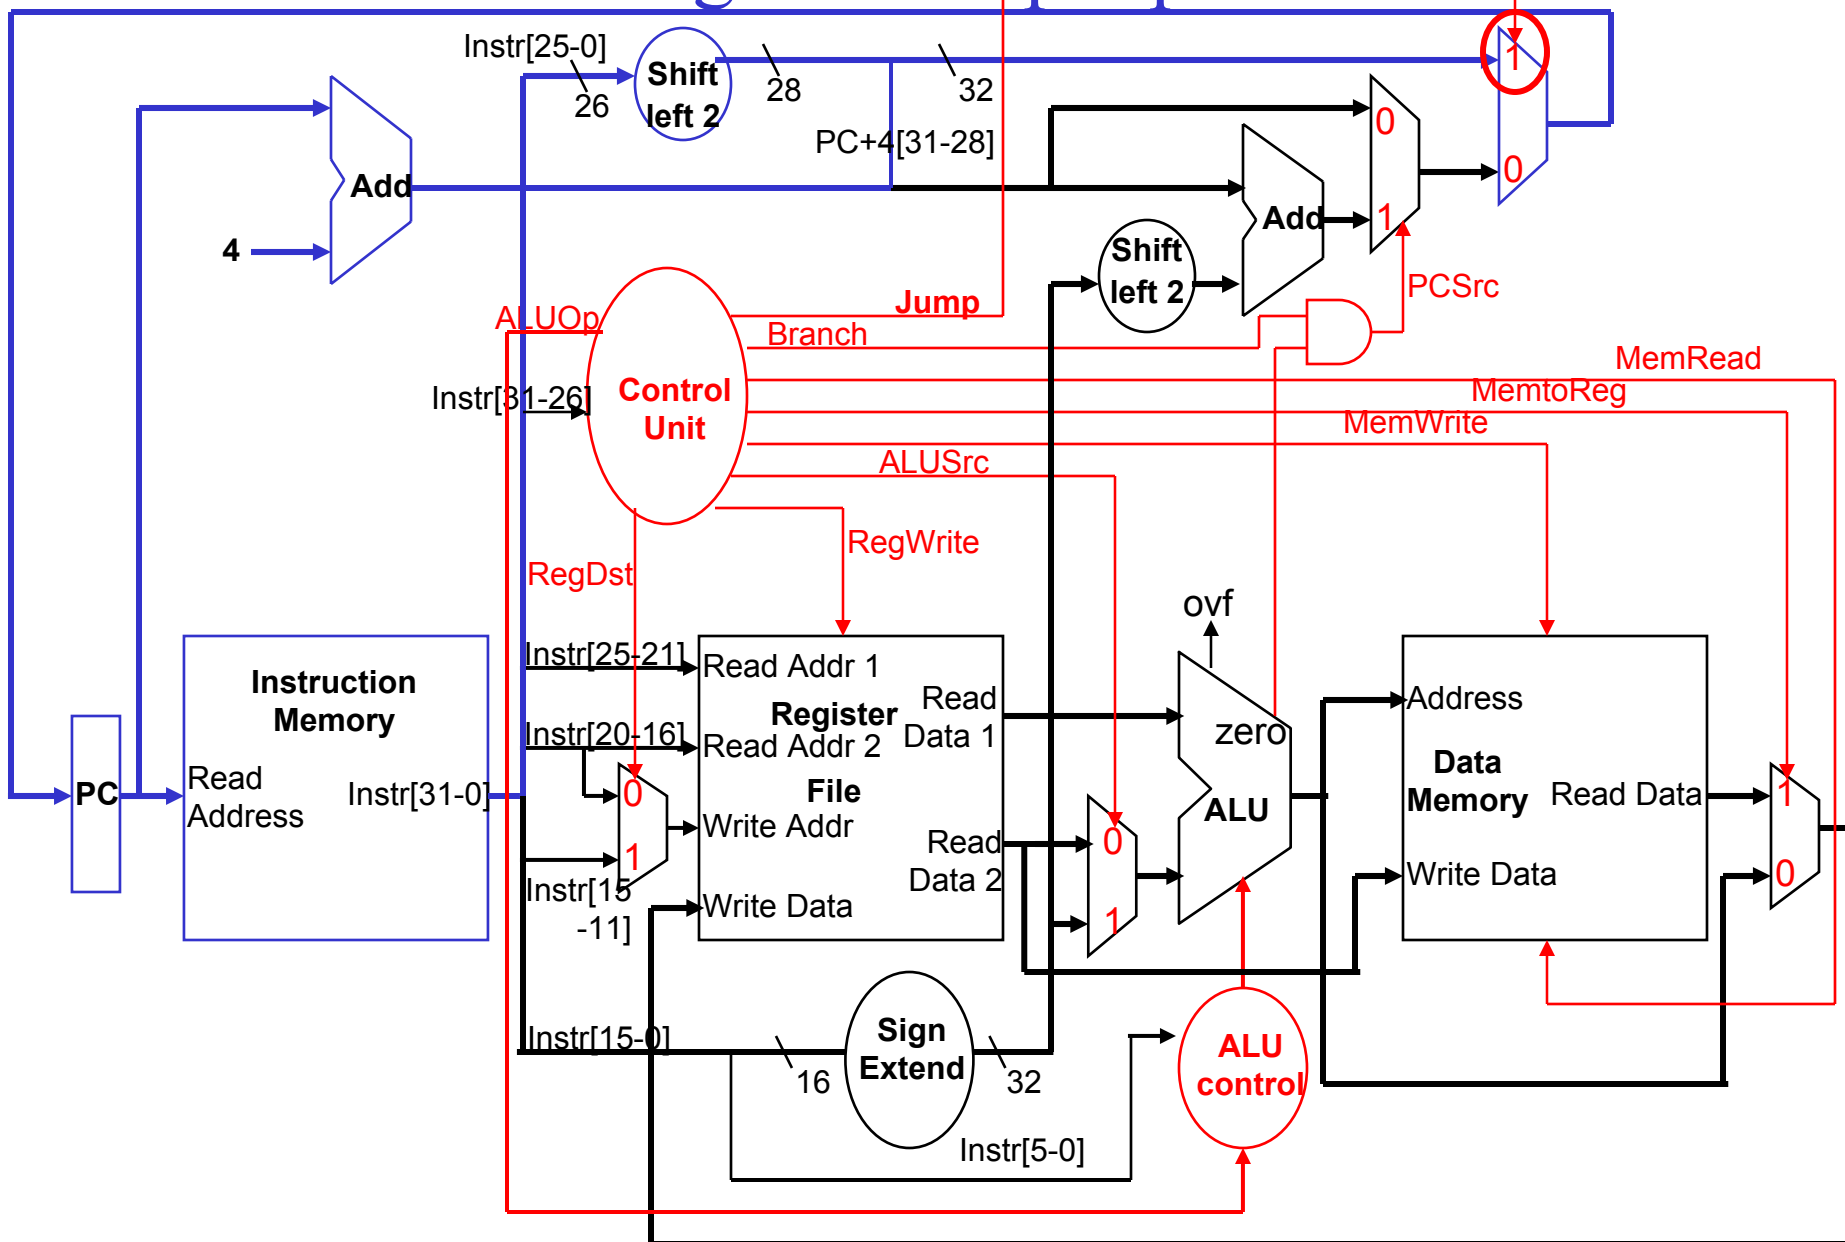 Instr[25-0]
Shift
left 2
26
28
32
1
PC+4[31-28]
0
0
Add
4
Add
1
Shift
left 2
PCSrc
Jump
ALUOp
Branch
MemRead
MemtoReg
MemWrite
Instr[31-26]
Control
Unit
ALUSrc
RegWrite
RegDst
ovf
Instr[25-21]
Read Addr 1
Instruction
Memory
Register
File
Read
Data 1
Instr[20-16]
Read Addr 2
zero
Address
Data
Memory
PC
Read
Address
Instr[31-0]
0
Write Addr
1
Instr[15
-11]
Read
Data 2
0
1
ALU
Read Data
1
0
Write Data
Write Data
Instr[15-0]
16
Sign
Extend
32
ALU
control
Instr[5-0]